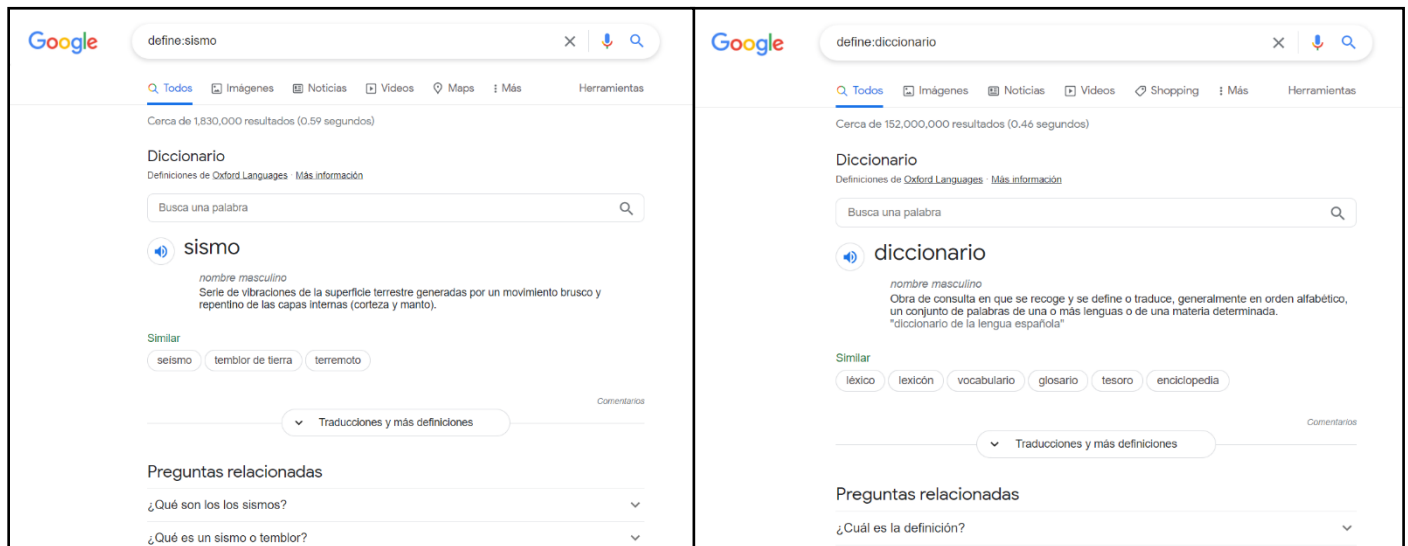 Google
define:sismo
Todos Imágenes Noticias Videos Maps Más Herramientas
Cerca de 1,830,000 resultados (0.59 segundos)
Diccionario
Definiciones de Oxford Languages · Más información
Busca una palabra
sismo
nombre masculino
Serie de vibraciones de la superficie terrestre generadas por un movimiento brusco y
repentino de las capas internas (corteza y manto).
Similar
seísmo temblor de tierra terremoto
Comentarios
Traducciones y más definiciones
Preguntas relacionadas
¿Qué son los los sismos?
¿Qué es un sismo o temblor?
Google
define:diccionario
Todos Imágenes Noticias Videos Shopping Más Herramientas
Cerca de 152,000,000 resultados (0.46 segundos)
Diccionario
Definiciones de Oxford Languages · Más información
Busca una palabra
diccionario
nombre masculino
Obra de consulta en que se recoge y se define o traduce, generalmente en orden alfabético,
un conjunto de palabras de una o más lenguas o de una materia determinada.
"diccionario de la lengua española"
Similar
léxico lexicón vocabulario glosario tesoro enciclopedia
Comentarios
Traducciones y más definiciones
Preguntas relacionadas
¿Cuál es la definición?